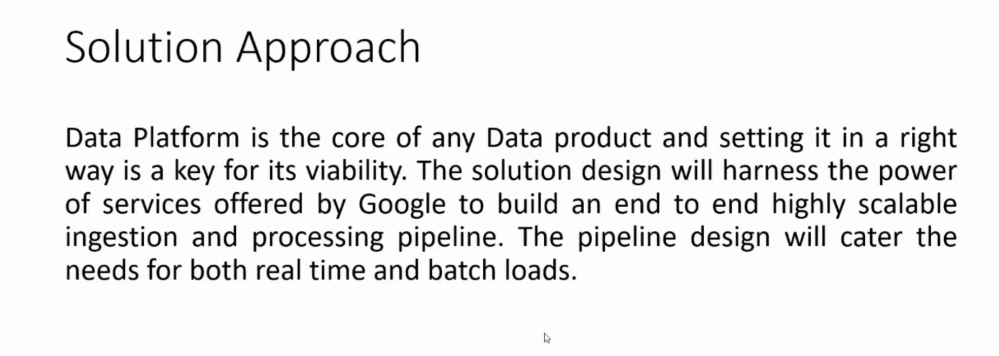 Solution Approach
Data Platform is the core of any Data product and setting it in a right
way is a key for its viability. The solution design will harness the power
of services offered by Google to build an end to end highly scalable
ingestion and processing pipeline. The pipeline design will cater the
needs for both real time and batch loads.